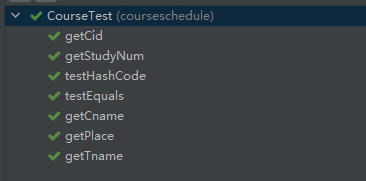 CourseTest (courseschedule)
getCid
getStudyNum
testHashCode
testEquals
getCname
getPlace
getTname